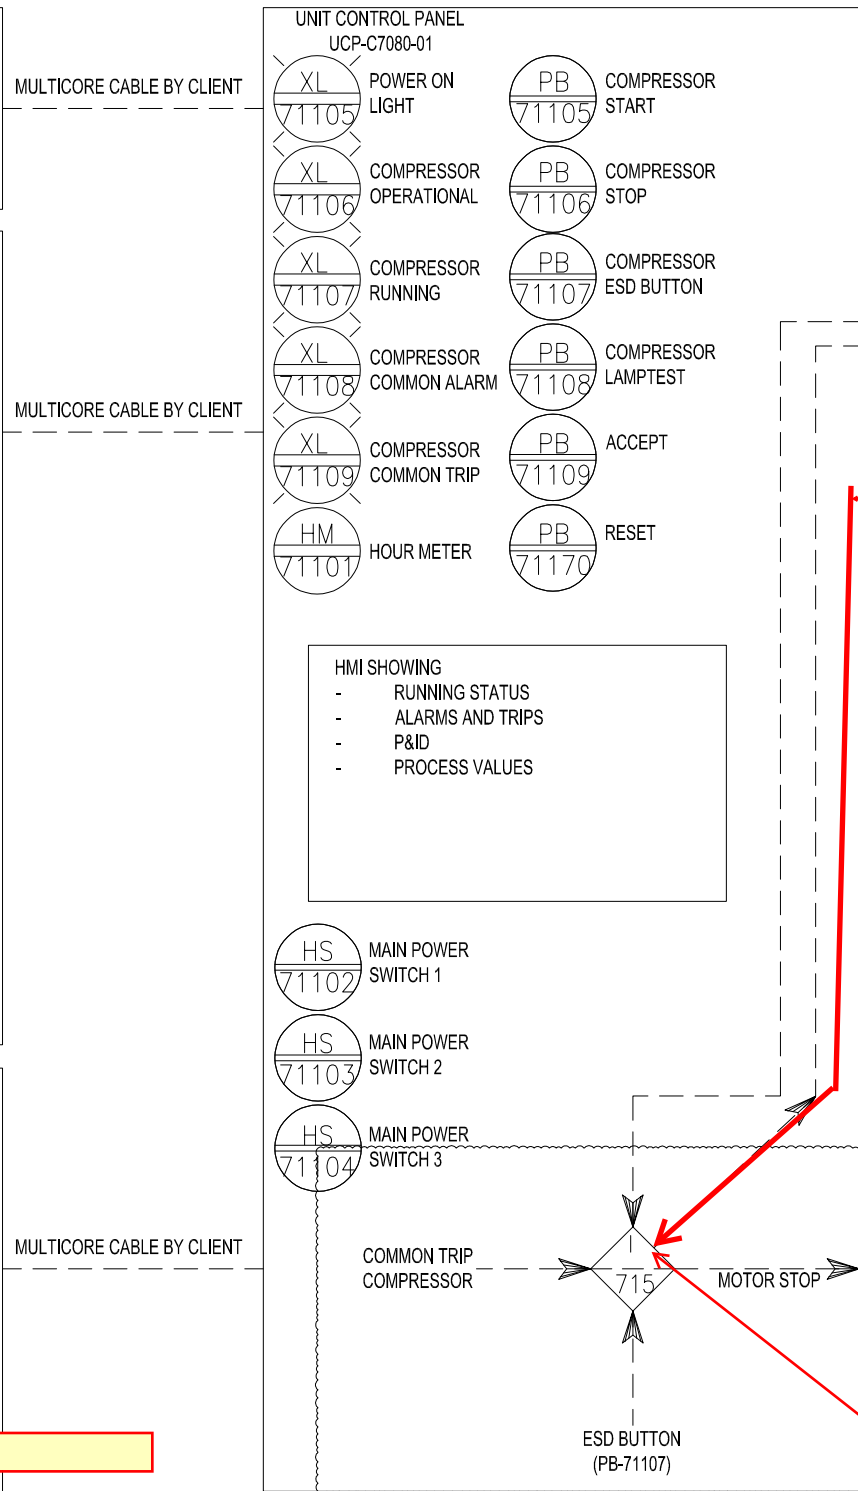 UNIT CONTROL PANEL
UCP-C7080-01
MULTICORE CABLE BY CLIENT
XL
71105
POWER ON
LIGHT
PB
71105
COMPRESSOR
START
XL
71106
COMPRESSOR
OPERATIONAL
PB
71106
COMPRESSOR
STOP
XL
71107
COMPRESSOR
RUNNING
PB
71107
COMPRESSOR
ESD BUTTON
XL
71108
COMPRESSOR
COMMON ALARM
PB
71108
COMPRESSOR
LAMPTEST
MULTICORE CABLE BY CLIENT
XL
71109
COMPRESSOR
COMMON TRIP
PB
71109
ACCEPT
HM
71101
HOUR METER
PB
71170
RESET
HMI SHOWING
- RUNNING STATUS
- ALARMS AND TRIPS
- P&ID
- PROCESS VALUES
HS
71102
MAIN POWER
SWITCH 1
HS
71103
MAIN POWER
SWITCH 2
HS
71104
MAIN POWER
SWITCH 3
MULTICORE CABLE BY CLIENT
COMMON TRIP
COMPRESSOR
I
715
MOTOR STOP
ESD BUTTON
(PB-71107)